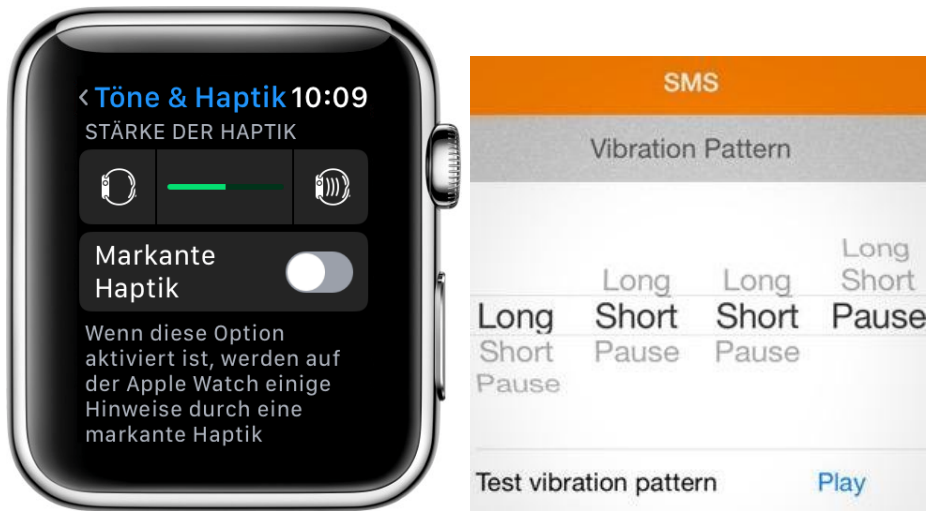 < Töne & Haptik 10:09
STÄRKE DER HAPTIK
Markante
Haptik
Wenn diese Option
aktiviert ist, werden auf
der Apple Watch einige
Hinweise durch eine
markante Haptik
SMS
Vibration Pattern
Long
Long Long Short
Long Short Short Pause
Short Pause Pause
Pause
Test vibration pattern Play